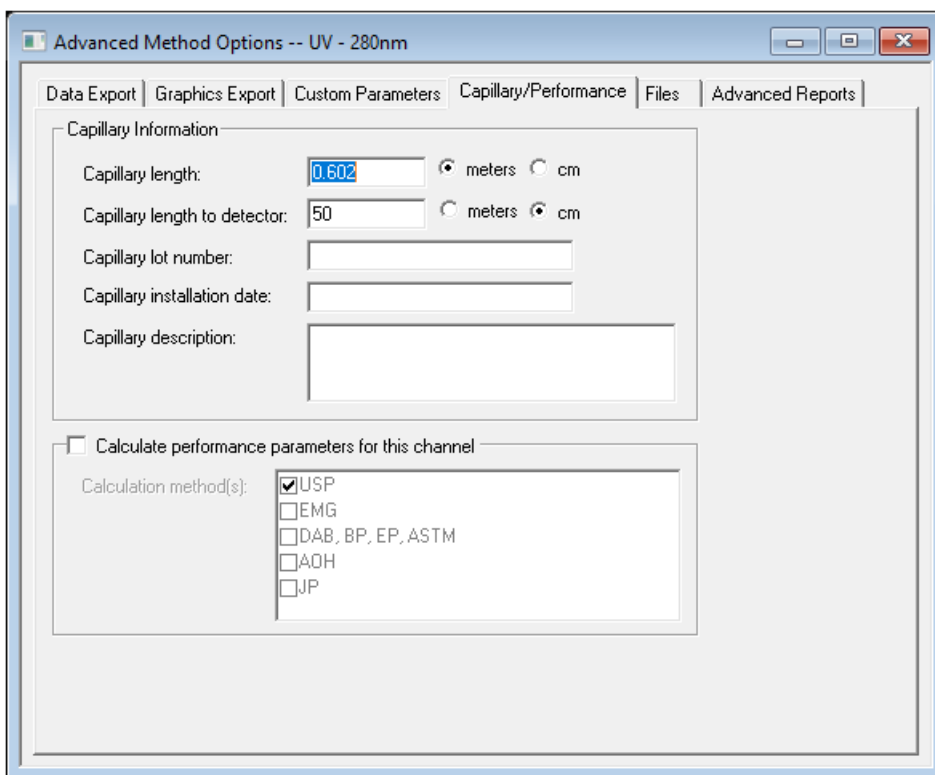 Advanced Method Options -- UV - 280nm
Data Export Graphics Export Custom Parameters Capillary/Performance Files Advanced Reports
Capillary Information
Capillary length: 0.602 meters cm
Capillary length to detector: 50 meters cm
Capillary lot number:
Capillary installation date:
Capillary description:
Calculate performance parameters for this channel
Calculation method(s): USP
EMG
DAB, BP, EP, ASTM
AOH
JP